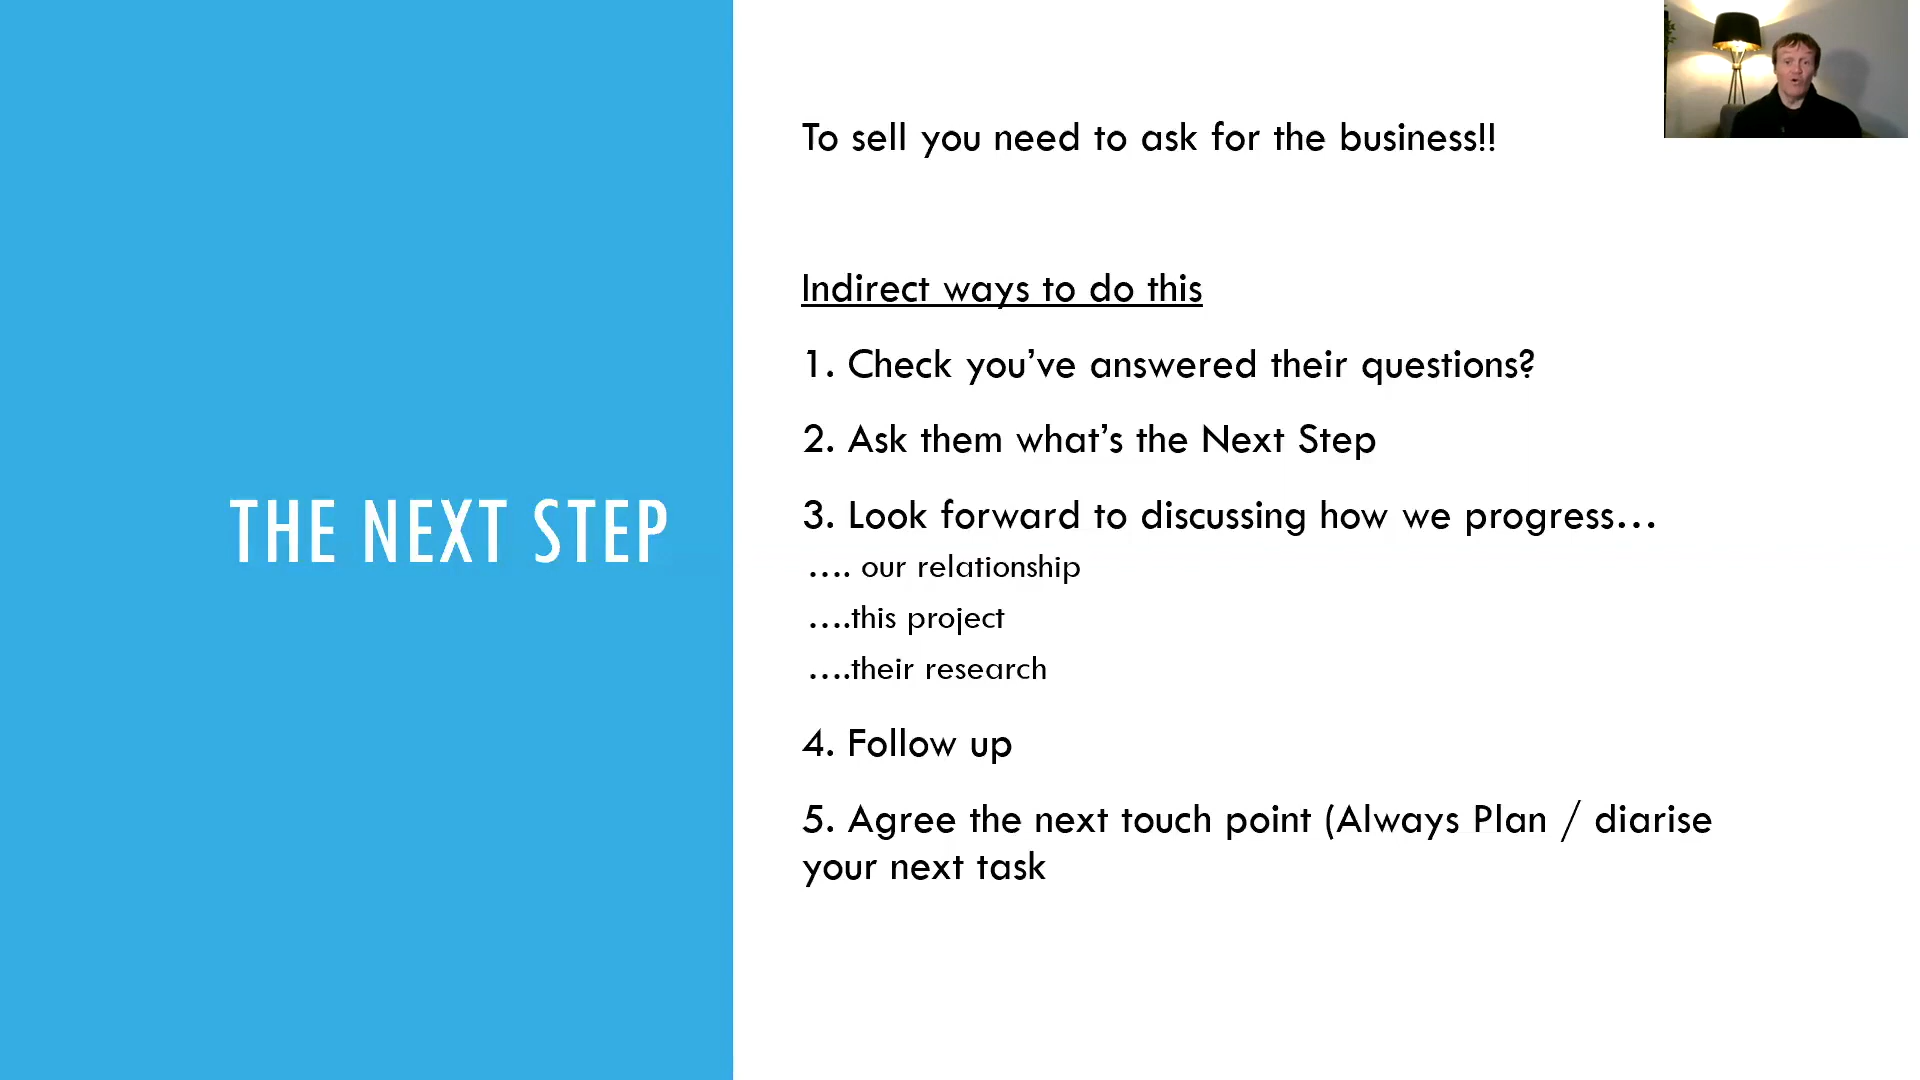 THE NEXT STEP
To sell you need to ask for the business!!
Indirect ways to do this
1. Check you’ve answered their questions?
2. Ask them what’s the Next Step
3. Look forward to discussing how we progress…
…. our relationship
….this project
….their research
4. Follow up
5. Agree the next touch point (Always Plan / diarise
your next task